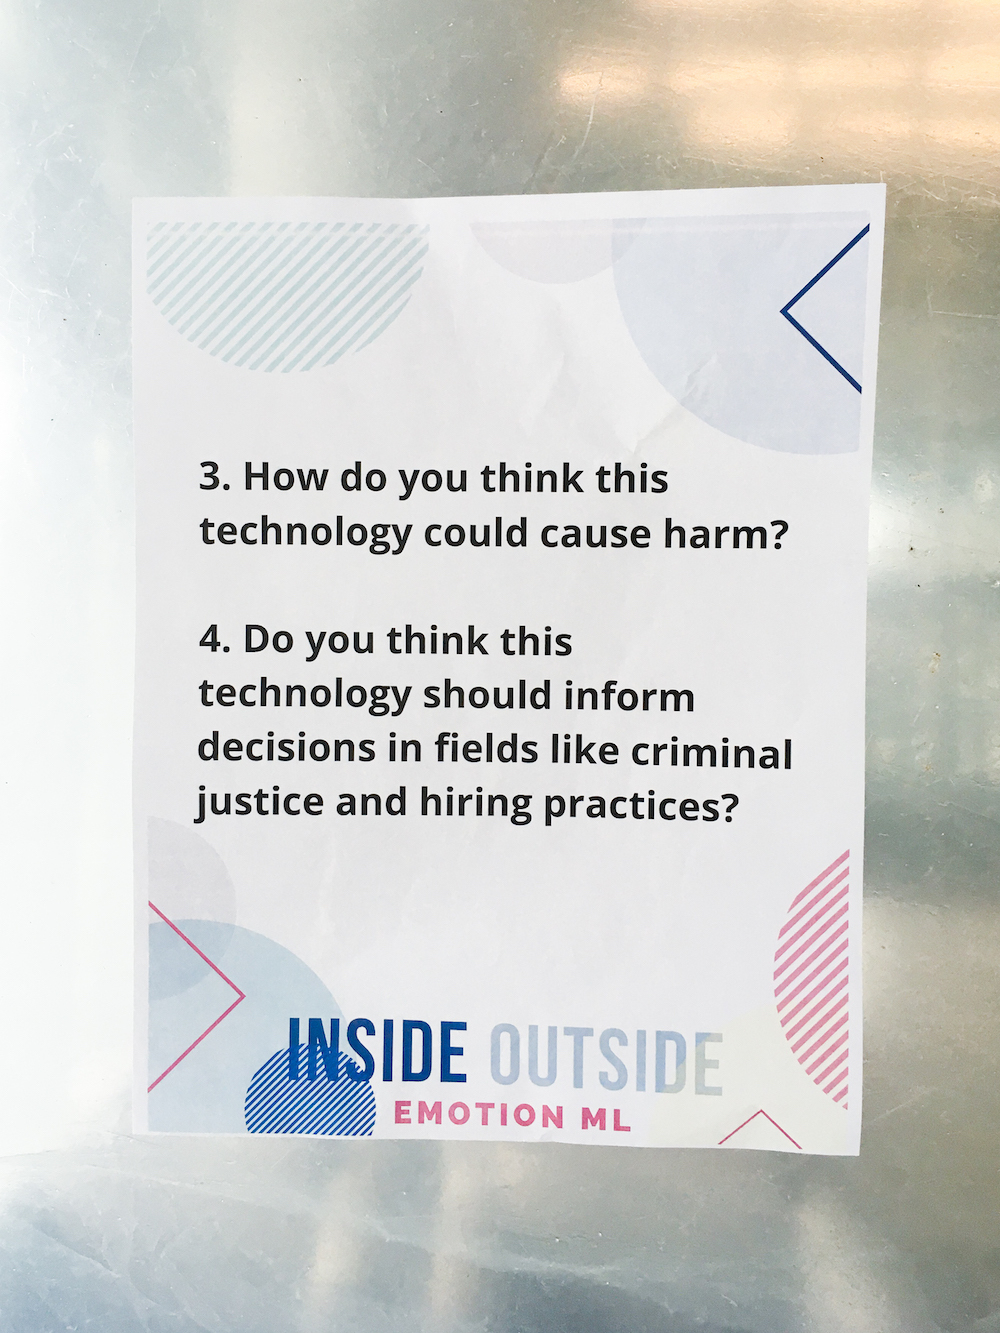 3. How do you think this
technology could cause harm?
4. Do you think this
technology should inform
decisions in fields like criminal
justice and hiring practices?
INSIDE OUTSIDE
EMOTION ML